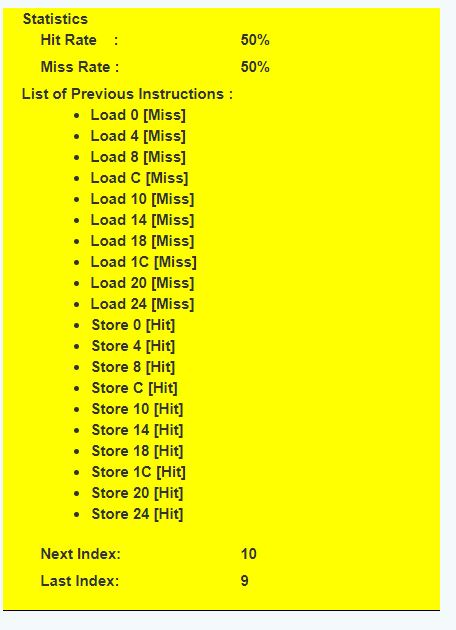 Statistics
Hit Rate : 50%
Miss Rate : 50%
List of Previous Instructions :
• Load 0 [Miss]
• Load 4 [Miss]
• Load 8 [Miss]
• Load C [Miss]
• Load 10 [Miss]
• Load 14 [Miss]
• Load 18 [Miss]
• Load 1C [Miss]
• Load 20 [Miss]
• Load 24 [Miss]
• Store 0 [Hit]
• Store 4 [Hit]
• Store 8 [Hit]
• Store C [Hit]
• Store 10 [Hit]
• Store 14 [Hit]
• Store 18 [Hit]
• Store 1C [Hit]
• Store 20 [Hit]
• Store 24 [Hit]
Next Index: 10
Last Index: 9